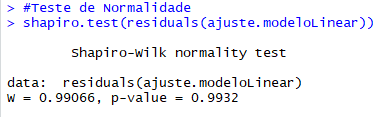 > #Teste de Normalidade
> shapiro.test(residuals(ajuste.modeloLinear))
Shapiro-Wilk normality test
data:  residuals(ajuste.modeloLinear)
W = 0.99066, p-value = 0.9932